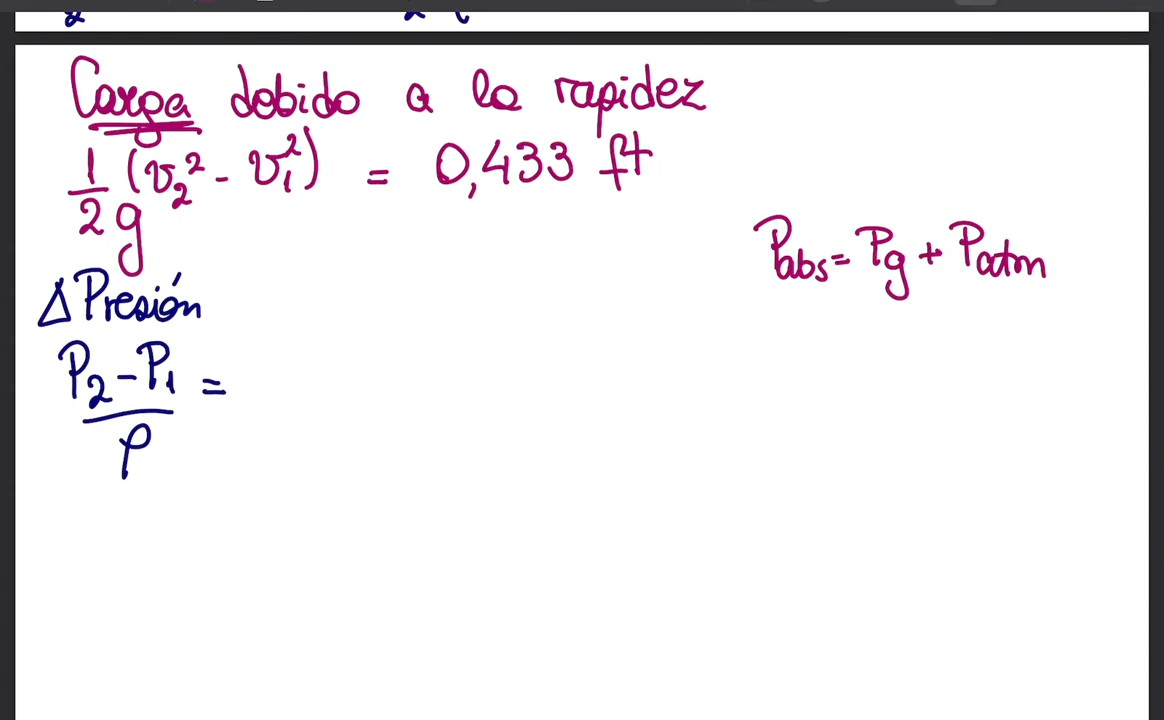 Carga debido a la rapidez
1/2g (v₂² - v₁²) = 0,433 ft
Pabs = Pg + Patm
Δ Presión
P₂ - P₁ / ρ =